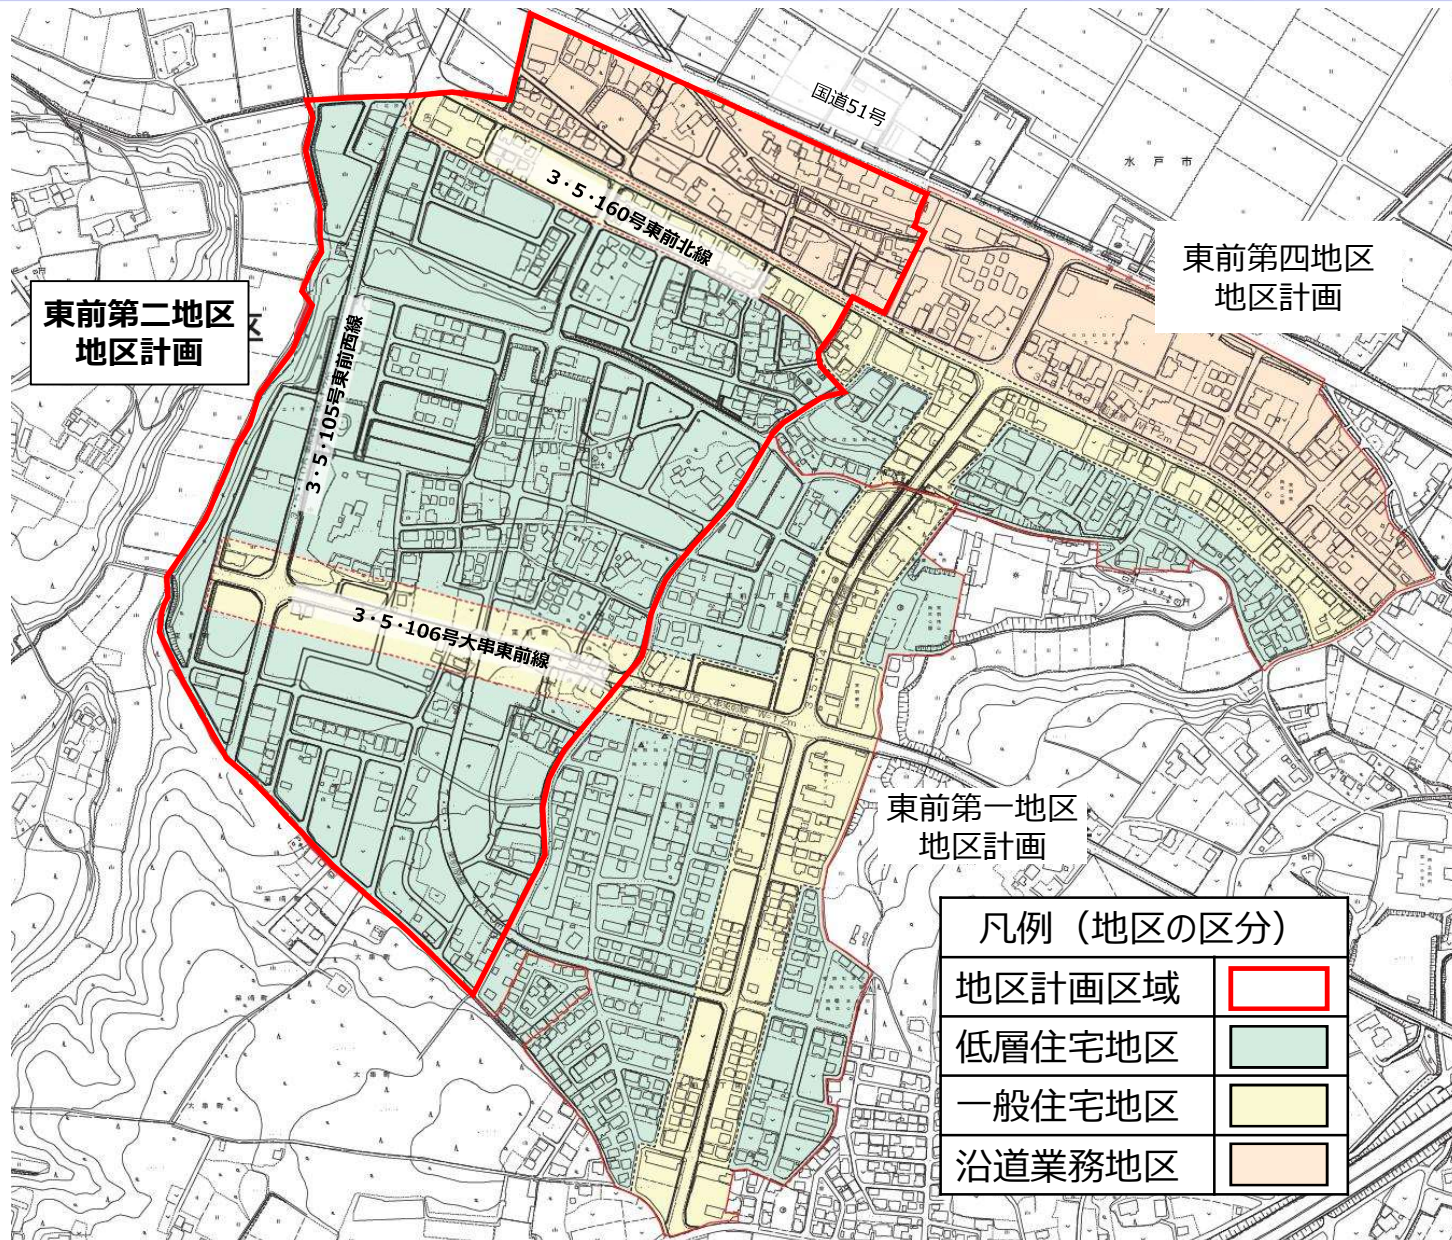 国道51号
水戸市
3・5・160号東前北線
東前第四地区
地区計画
東前第二地区
地区計画
区
3・5・105号東前西線
3・5・106号大串東前線
東前第一地区
地区計画
凡例（地区の区分）
地区計画区域
低層住宅地区
一般住宅地区
沿道業務地区